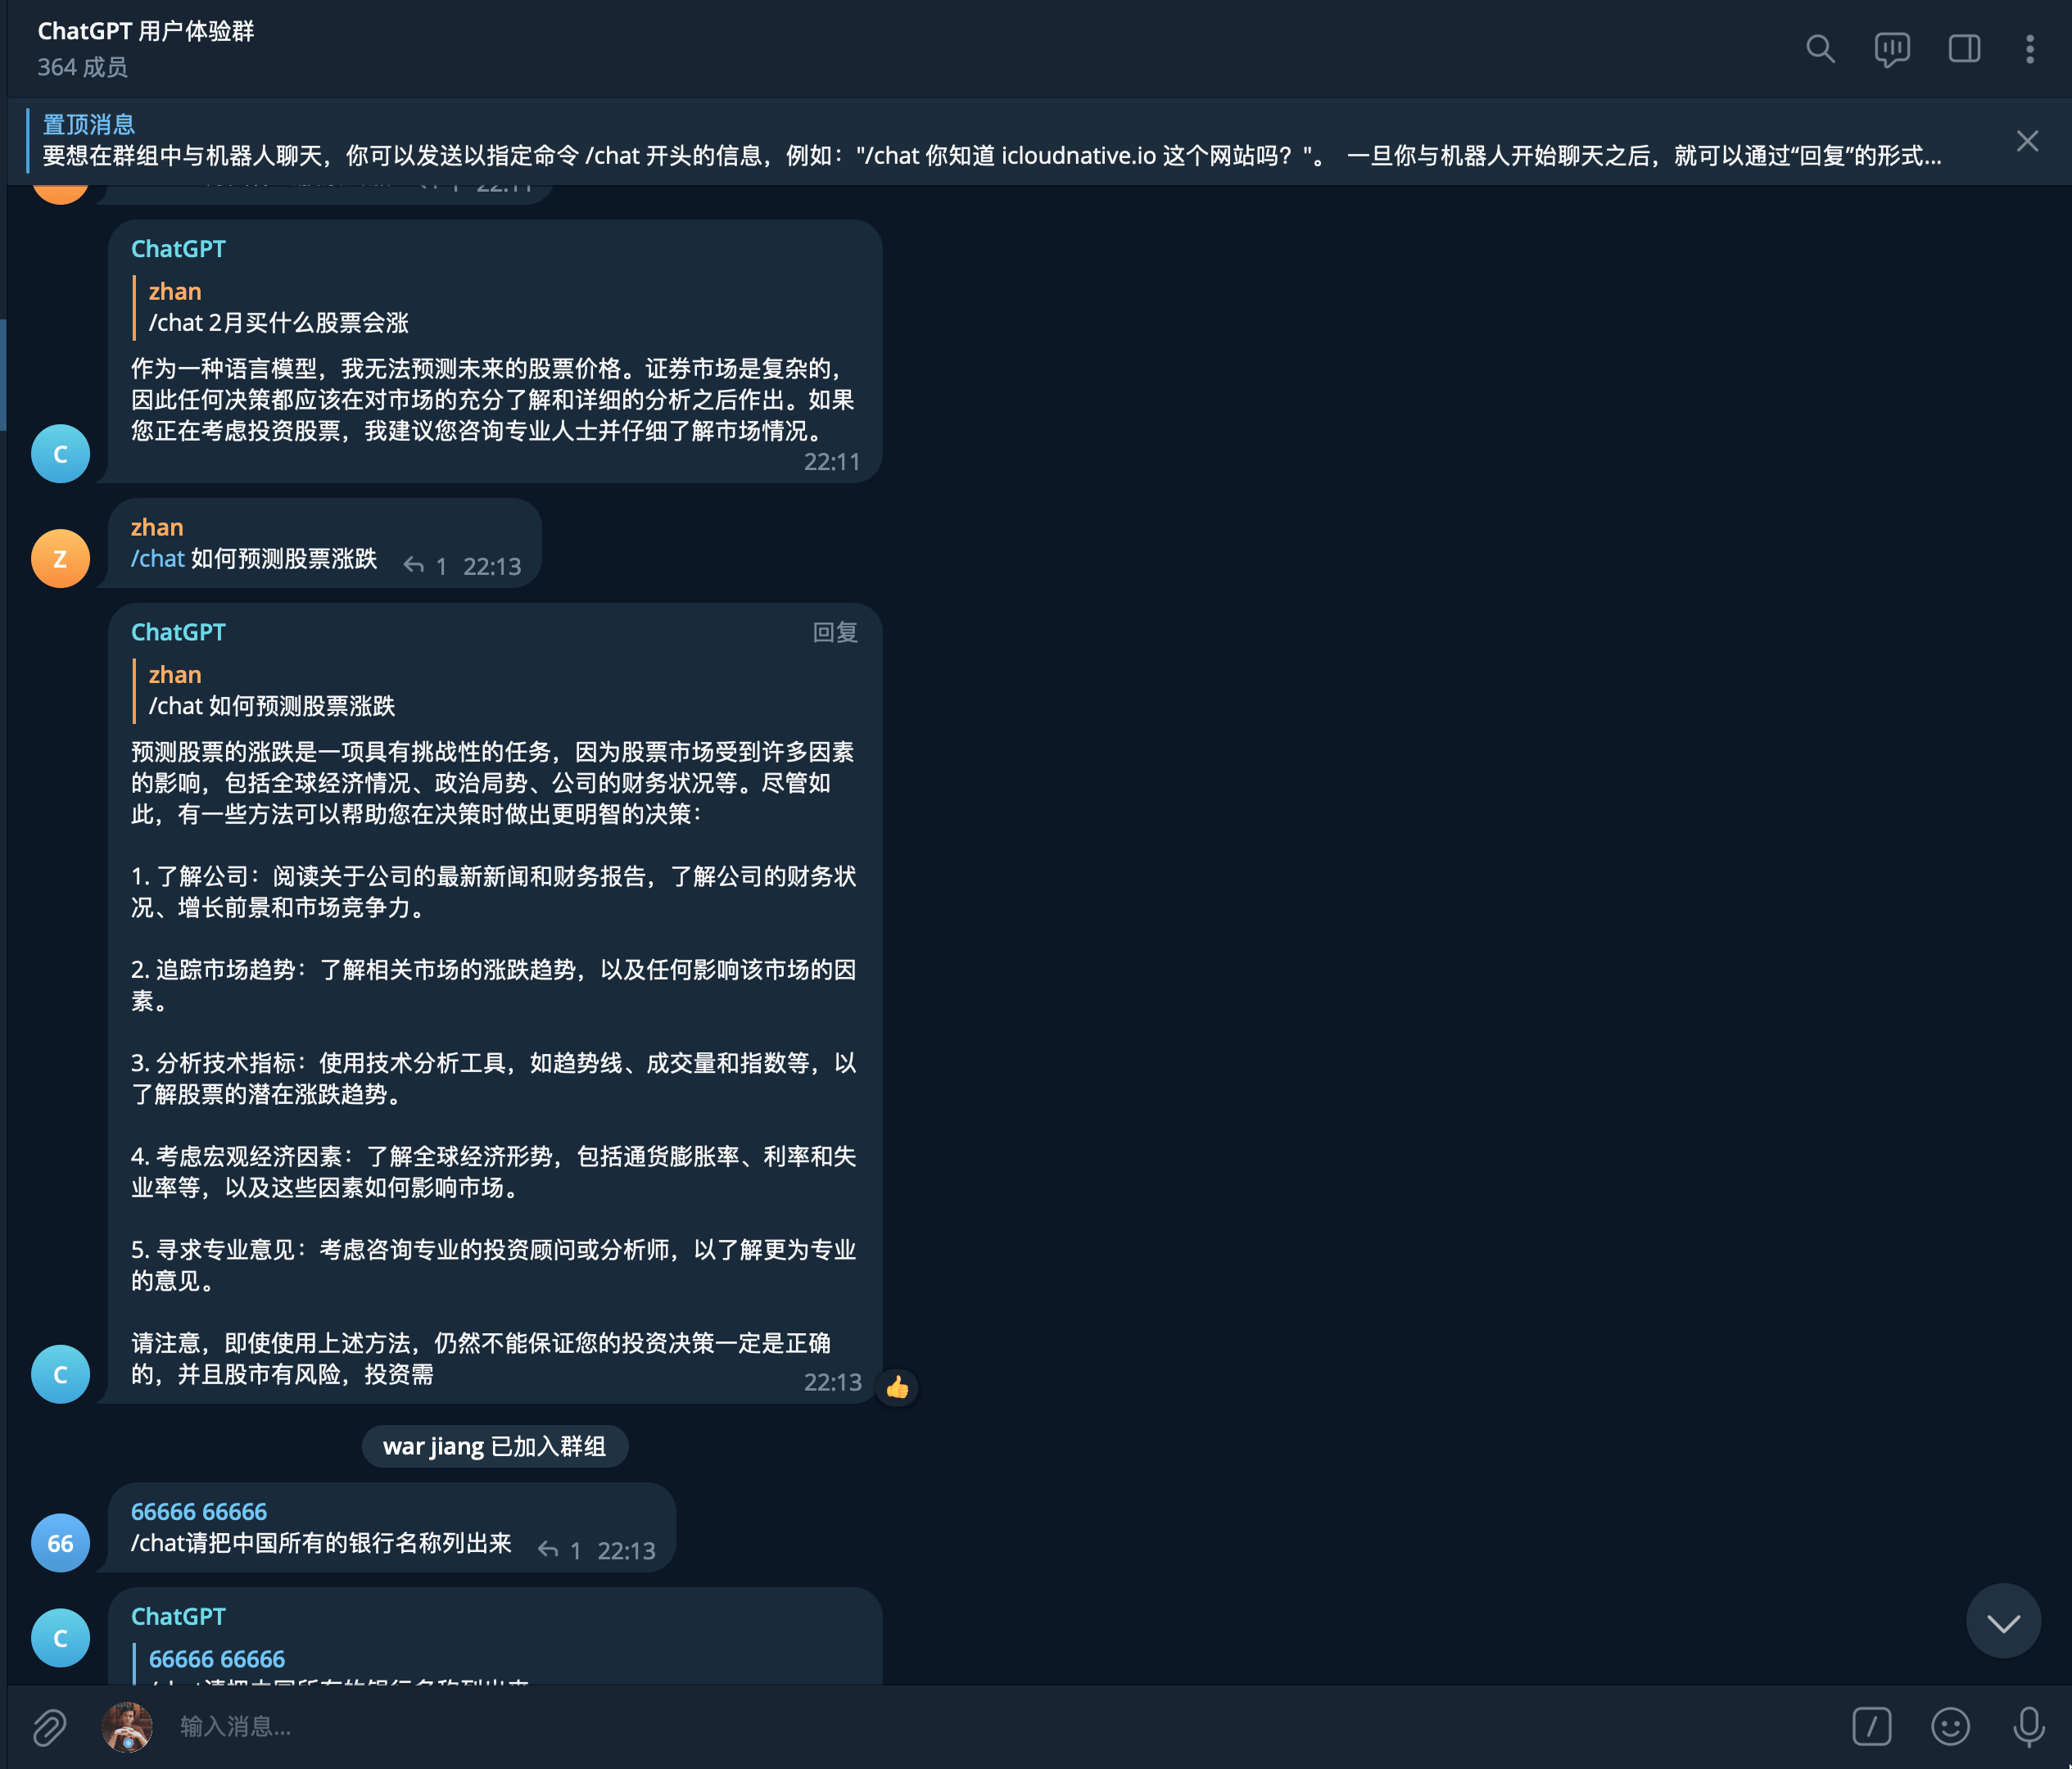 ChatGPT 用户体验群
364 成员
置顶消息
要想在群组中与机器人聊天，你可以发送以指定命令 /chat 开头的信息，例如："/chat 你知道 icloudnative.io 这个网站吗？"。 一旦你与机器人开始聊天之后，就可以通过“回复”的形式...
1 22:11
ChatGPT
zhan
/chat 2月买什么股票会涨
作为一种语言模型，我无法预测未来的股票价格。证券市场是复杂的，
因此任何决策都应该在对市场的充分了解和详细的分析之后作出。如果
您正在考虑投资股票，我建议您咨询专业人士并仔细了解市场情况。
22:11
C
zhan
Z
/chat 如何预测股票涨跌 1 22:13
ChatGPT 回复
zhan
/chat 如何预测股票涨跌
预测股票的涨跌是一项具有挑战性的任务，因为股票市场受到许多因素
的影响，包括全球经济情况、政治局势、公司的财务状况等。尽管如
此，有一些方法可以帮助您在决策时做出更明智的决策：
1. 了解公司：阅读关于公司的最新新闻和财务报告，了解公司的财务状
况、增长前景和市场竞争力。
2. 追踪市场趋势：了解相关市场的涨跌趋势，以及任何影响该市场的因
素。
3. 分析技术指标：使用技术分析工具，如趋势线、成交量和指数等，以
了解股票的潜在涨跌趋势。
4. 考虑宏观经济因素：了解全球经济形势，包括通货膨胀率、利率和失
业率等，以及这些因素如何影响市场。
5. 寻求专业意见：考虑咨询专业的投资顾问或分析师，以了解更为专业
的意见。
请注意，即使使用上述方法，仍然不能保证您的投资决策一定是正确
的，并且股市有风险，投资需
22:13
C
war jiang 已加入群组
66666 66666
66
/chat请把中国所有的银行名称列出来 1 22:13
ChatGPT
C
66666 66666
/chat请把中国所有的银行名称列出来
输入消息...